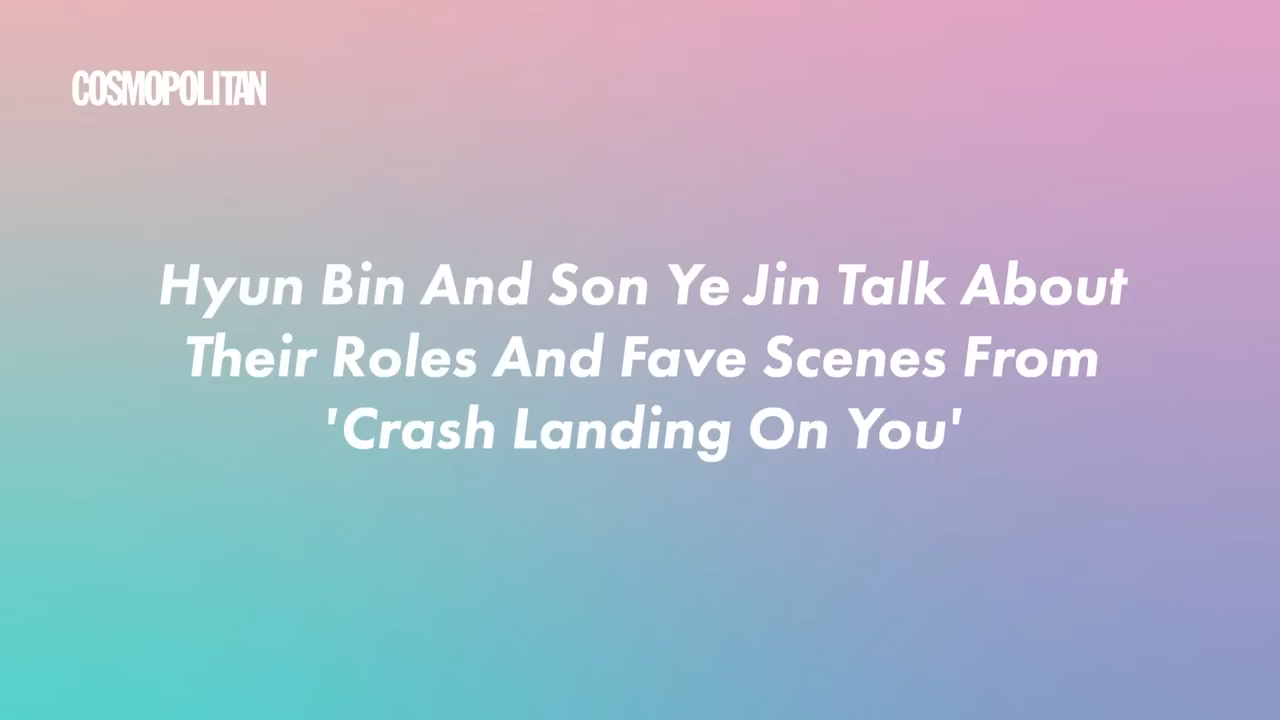 COSMOPOLITAN
Hyun Bin And Son Ye Jin Talk About
Their Roles And Fave Scenes From
'Crash Landing On You'